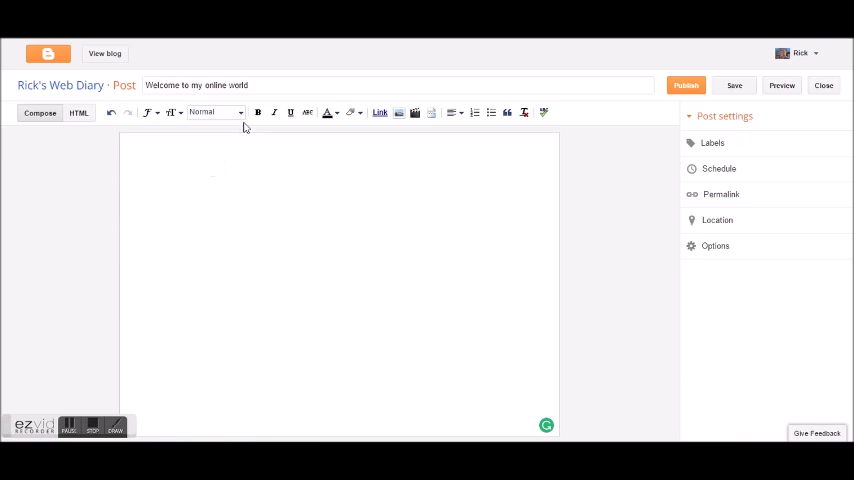 View blog
Rick
Rick's Web Diary · Post
Welcome to my online world
Publish
Save
Preview
Close
Compose
HTML
Normal
B
I
U
ABC
A
Link
Post settings
Labels
Schedule
Permalink
Location
Options
ezvid
RECORDER
PAUSE
STOP
DRAW
Give Feedback